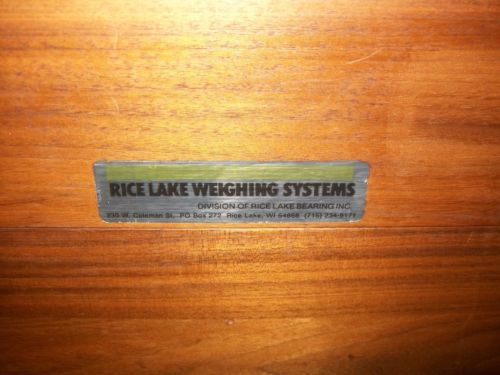 RICE LAKE WEIGHING SYSTEMS
DIVISION OF RICE LAKE BEARING INC.
230 W. Coleman St. PO Box 272 Rice Lake, WI 54868 (715) 234-9171